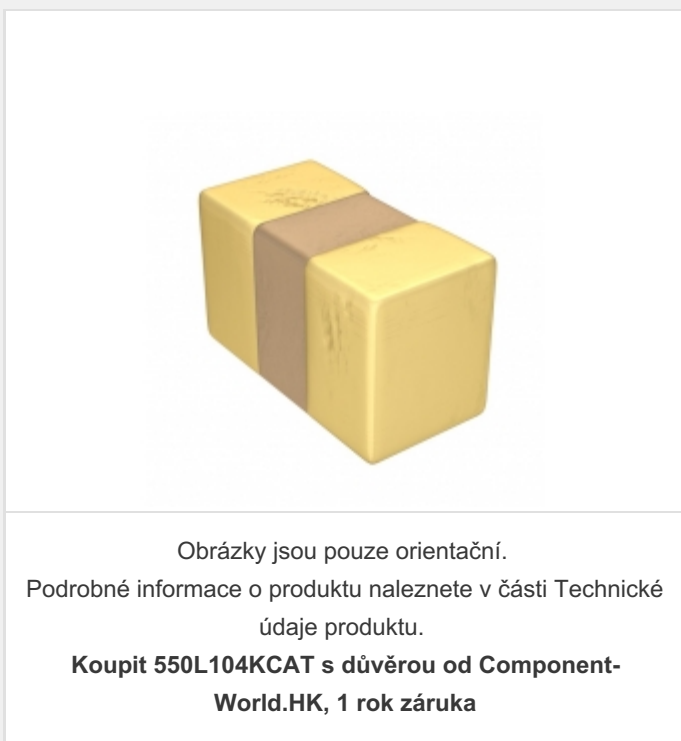 Obrázky jsou pouze orientační.
Podrobné informace o produktu naleznete v části Technické
údaje produktu.
Koupit 550L104KCAT s důvěrou od Component-
World.HK, 1 rok záruka